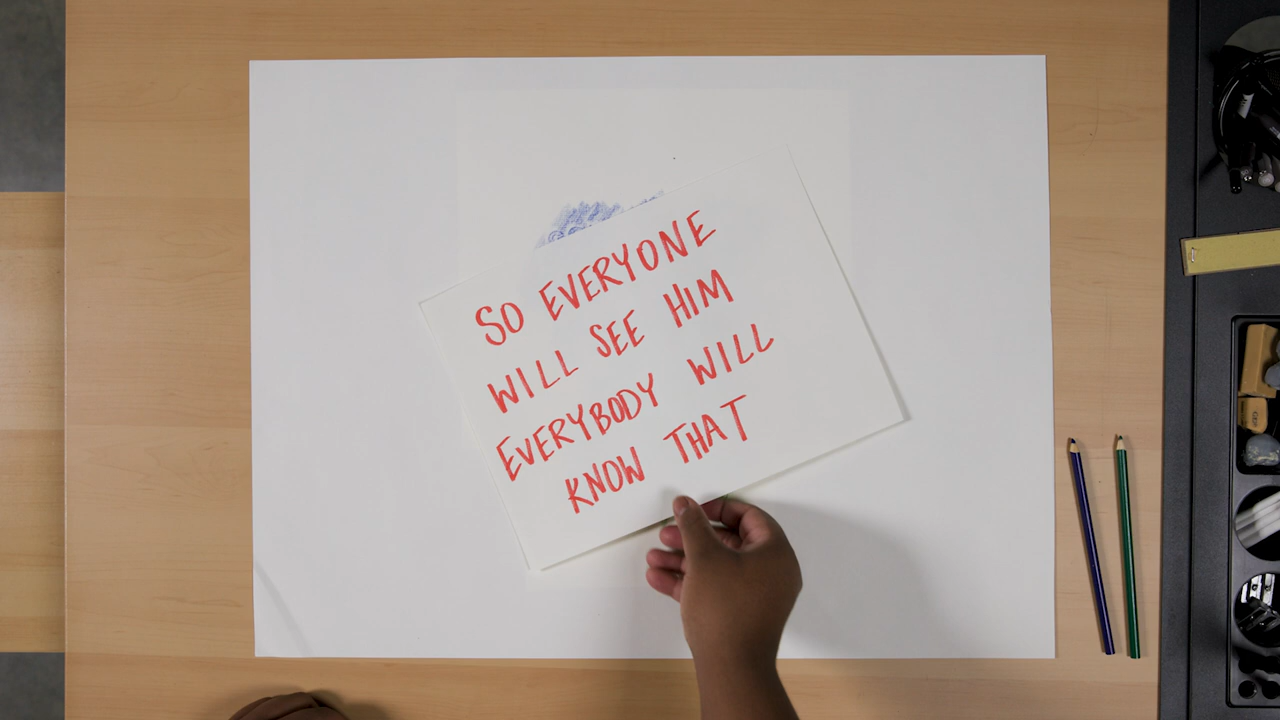 SO EVERYONE
WILL SEE HIM
EVERYBODY WILL
KNOW THAT